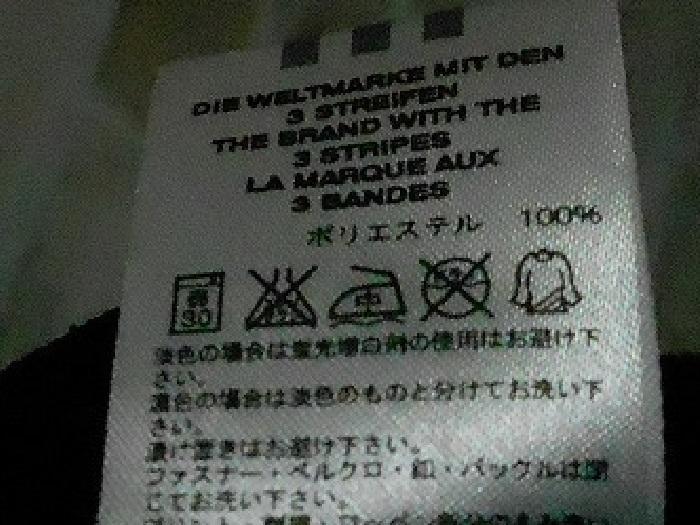 DIE WELTMARKE MIT DEN
3 STREIFEN
THE BRAND WITH THE
3 STRIPES
LA MARQUE AUX
3 BANDES
ポリエステル 100%
弱
30 中
淡色の場合は蛍光増白剤の使用はお避け下
さい。
濃色の場合は淡色のものと分けてお洗い下
さい。
漬け置きはお避け下さい。
ファスナー・ベルクロ・釦・バックルは閉
じてお洗い下さい。